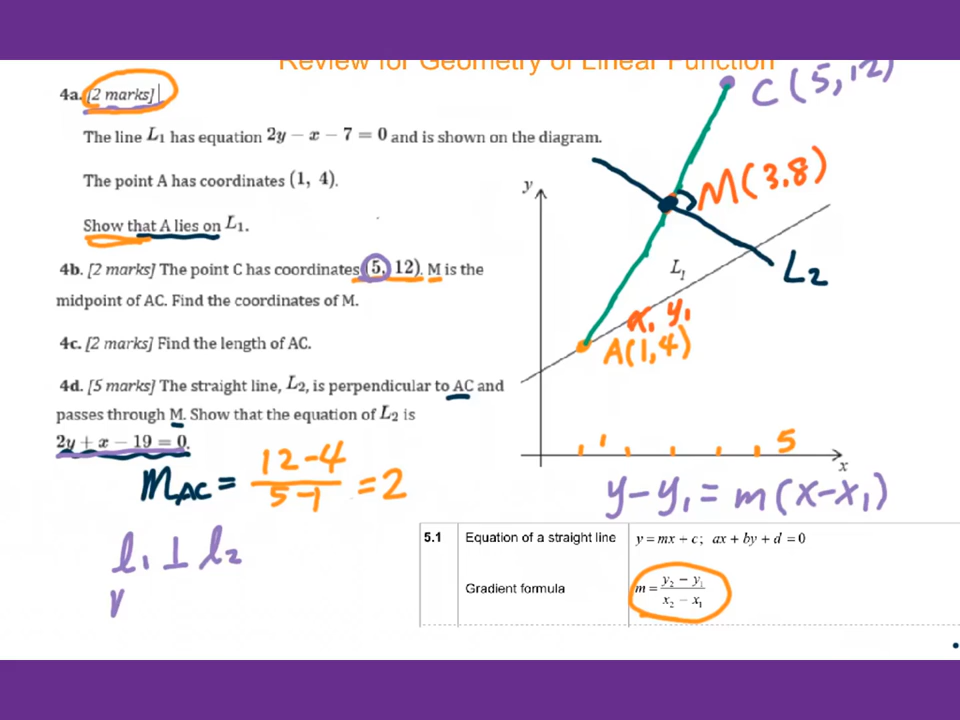 Review for Geometry of Linear Function
4a. [2 marks]
The line L₁ has equation 2y − x − 7 = 0 and is shown on the diagram.
The point A has coordinates (1, 4).
Show that A lies on L₁.
4b. [2 marks] The point C has coordinates (5, 12). M is the
midpoint of AC. Find the coordinates of M.
4c. [2 marks] Find the length of AC.
4d. [5 marks] The straight line, L₂, is perpendicular to AC and
passes through M. Show that the equation of L₂ is
2y + x − 19 = 0.
M_AC = (12-4)/(5-1) = 2
l₁ ⊥ l₂
C (5, 12)
y
M(3.8)
L₂
L₁
x₁ y₁
A(1,4)
1
5
x
y-y₁ = m(x-x₁)
5.1 Equation of a straight line y = mx + c; ax + by + d = 0
Gradient formula m = (y₂ − y₁)/(x₂ − x₁)